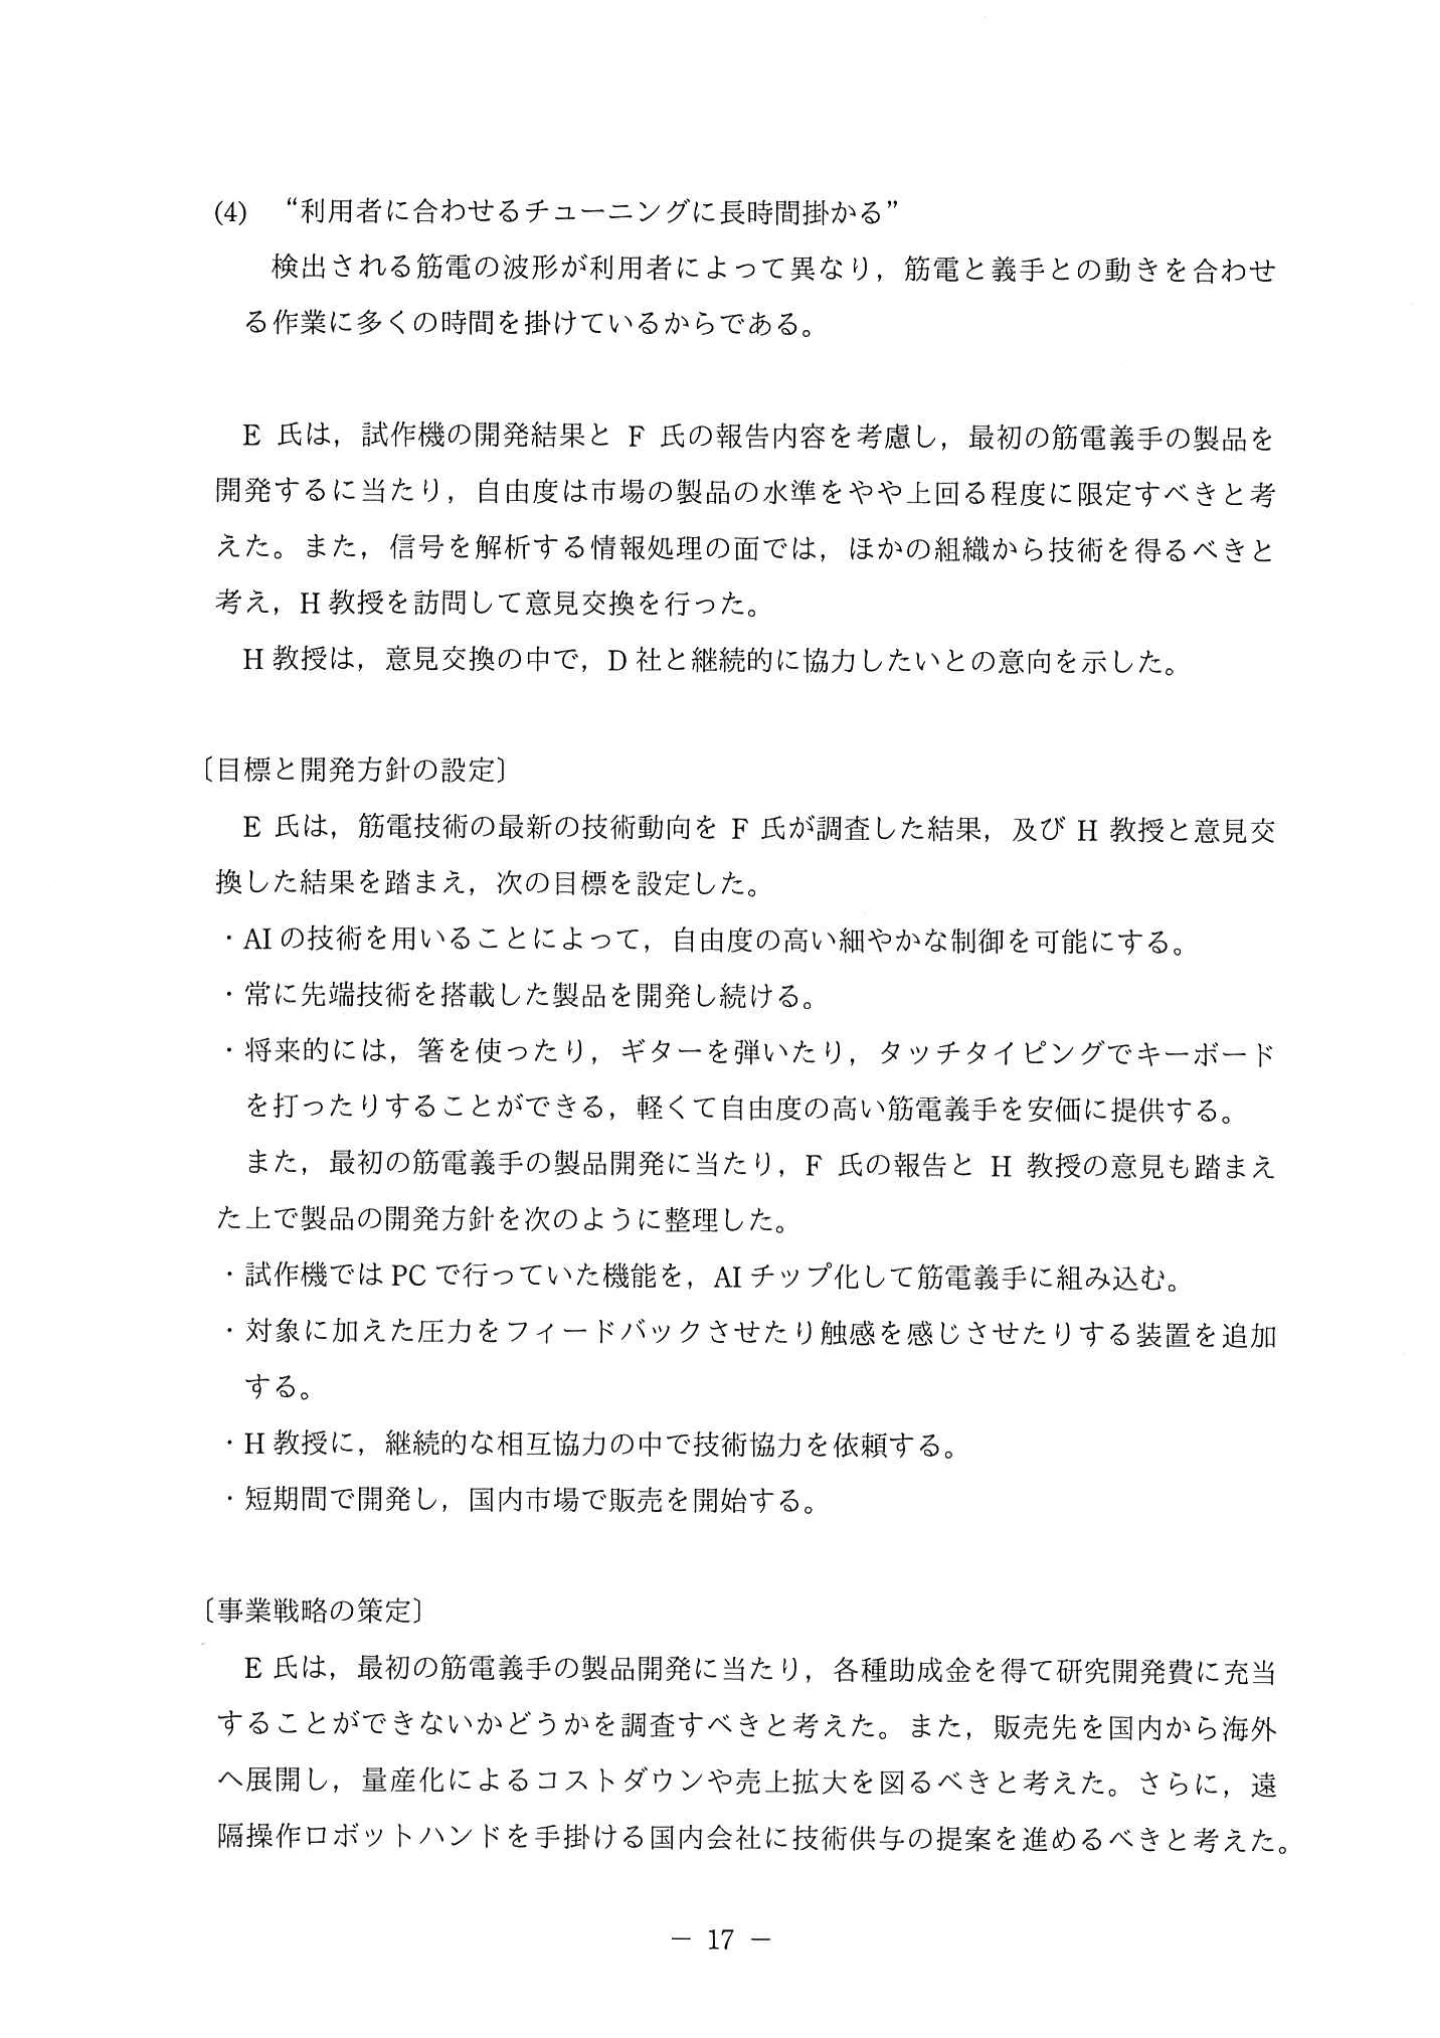 (4) “利用者に合わせるチューニングに長時間掛かる”
検出される筋電の波形が利用者によって異なり，筋電と義手との動きを合わせ
る作業に多くの時間を掛けているからである。
E 氏は，試作機の開発結果と F 氏の報告内容を考慮し，最初の筋電義手の製品を
開発するに当たり，自由度は市場の製品の水準をやや上回る程度に限定すべきと考
えた。また，信号を解析する情報処理の面では，ほかの組織から技術を得るべきと
考え，H 教授を訪問して意見交換を行った。
H 教授は，意見交換の中で，D 社と継続的に協力したいとの意向を示した。
〔目標と開発方針の設定〕
E 氏は，筋電技術の最新の技術動向を F 氏が調査した結果，及び H 教授と意見交
換した結果を踏まえ，次の目標を設定した。
・AI の技術を用いることによって，自由度の高い細やかな制御を可能にする。
・常に先端技術を搭載した製品を開発し続ける。
・将来的には，箸を使ったり，ギターを弾いたり，タッチタイピングでキーボード
を打ったりすることができる，軽くて自由度の高い筋電義手を安価に提供する。
また，最初の筋電義手の製品開発に当たり，F 氏の報告と H 教授の意見も踏まえ
た上で製品の開発方針を次のように整理した。
・試作機では PC で行っていた機能を，AI チップ化して筋電義手に組み込む。
・対象に加えた圧力をフィードバックさせたり触感を感じさせたりする装置を追加
する。
・H 教授に，継続的な相互協力の中で技術協力を依頼する。
・短期間で開発し，国内市場で販売を開始する。
〔事業戦略の策定〕
E 氏は，最初の筋電義手の製品開発に当たり，各種助成金を得て研究開発費に充当
することができないかどうかを調査すべきと考えた。また，販売先を国内から海外
へ展開し，量産化によるコストダウンや売上拡大を図るべきと考えた。さらに，遠
隔操作ロボットハンドを手掛ける国内会社に技術供与の提案を進めるべきと考えた。
－ 17 －